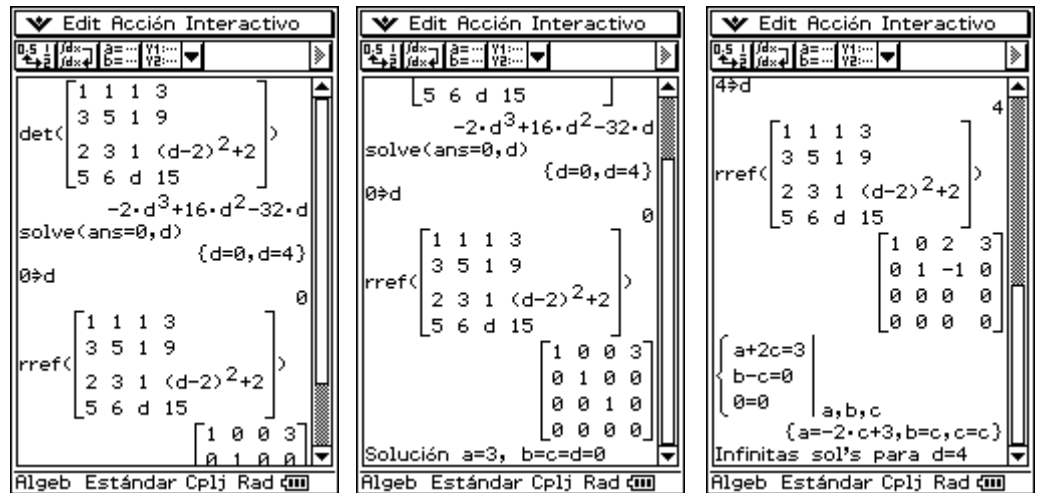 Edit Acción Interactivo
det([1 1 1 3
3 5 1 9
2 3 1 (d-2)^2+2
5 6 d 15])
-2·d^3+16·d^2-32·d
solve(ans=0,d)
{d=0,d=4}
0⇒d
0
rref([1 1 1 3
3 5 1 9
2 3 1 (d-2)^2+2
5 6 d 15])
[1 0 0 3
0 1 0 0
Algeb Estándar Cplj Rad
Edit Acción Interactivo
5 6 d 15]
-2·d^3+16·d^2-32·d
solve(ans=0,d)
{d=0,d=4}
0⇒d
0
rref([1 1 1 3
3 5 1 9
2 3 1 (d-2)^2+2
5 6 d 15])
[1 0 0 3
0 1 0 0
0 0 1 0
0 0 0 0]
Solución a=3, b=c=d=0
Algeb Estándar Cplj Rad
Edit Acción Interactivo
4⇒d
4
rref([1 1 1 3
3 5 1 9
2 3 1 (d-2)^2+2
5 6 d 15])
[1 0 2 3
0 1 -1 0
0 0 0 0
0 0 0 0]
{a+2c=3
b-c=0
0=0|a,b,c
{a=-2·c+3,b=c,c=c}
Infinitas sol's para d=4
Algeb Estándar Cplj Rad